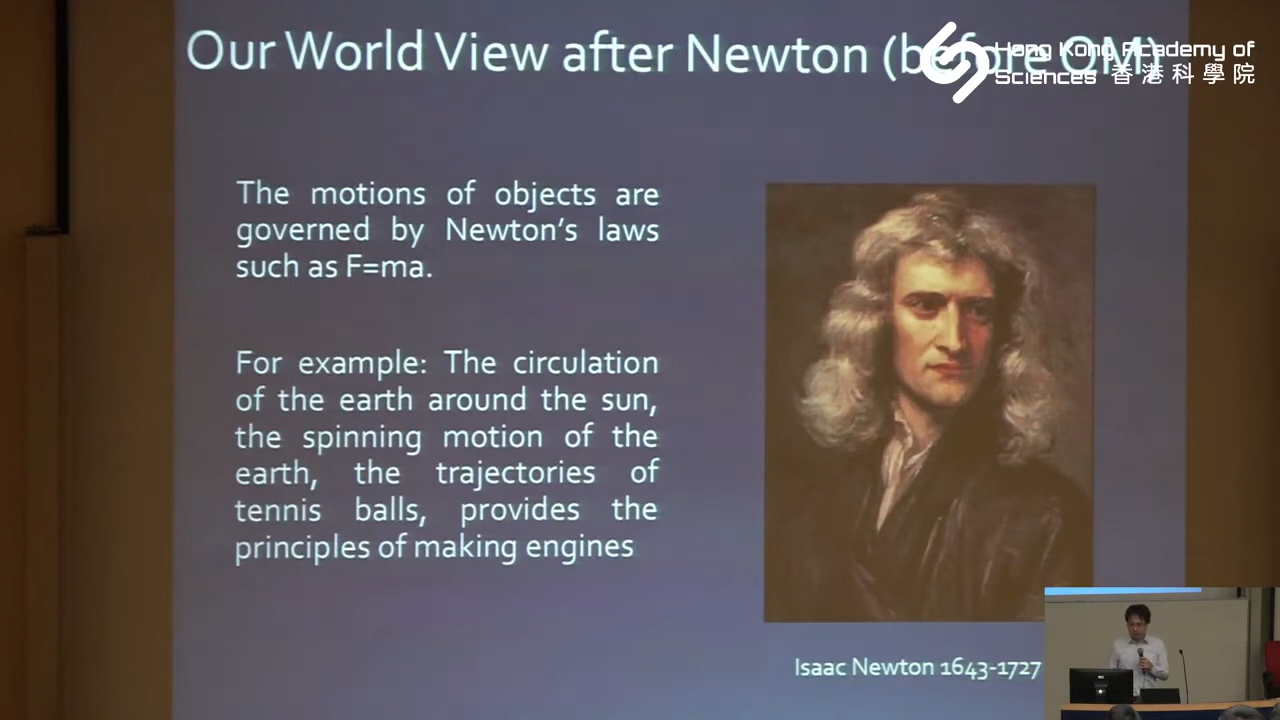 Our World View after Newton (before QM)
Hong Kong Academy of
Sciences 香港科學院
The motions of objects are
governed by Newton's laws
such as F=ma.
For example: The circulation
of the earth around the sun,
the spinning motion of the
earth, the trajectories of
tennis balls, provides the
principles of making engines
Isaac Newton 1643-1727